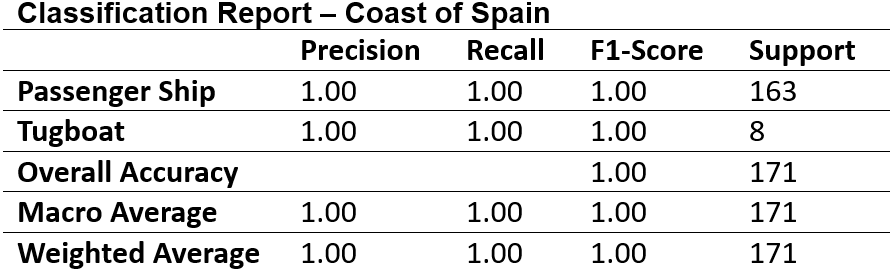 Classification Report – Coast of Spain
Precision Recall F1-Score Support
Passenger Ship 1.00 1.00 1.00 163
Tugboat 1.00 1.00 1.00 8
Overall Accuracy 1.00 171
Macro Average 1.00 1.00 1.00 171
Weighted Average 1.00 1.00 1.00 171